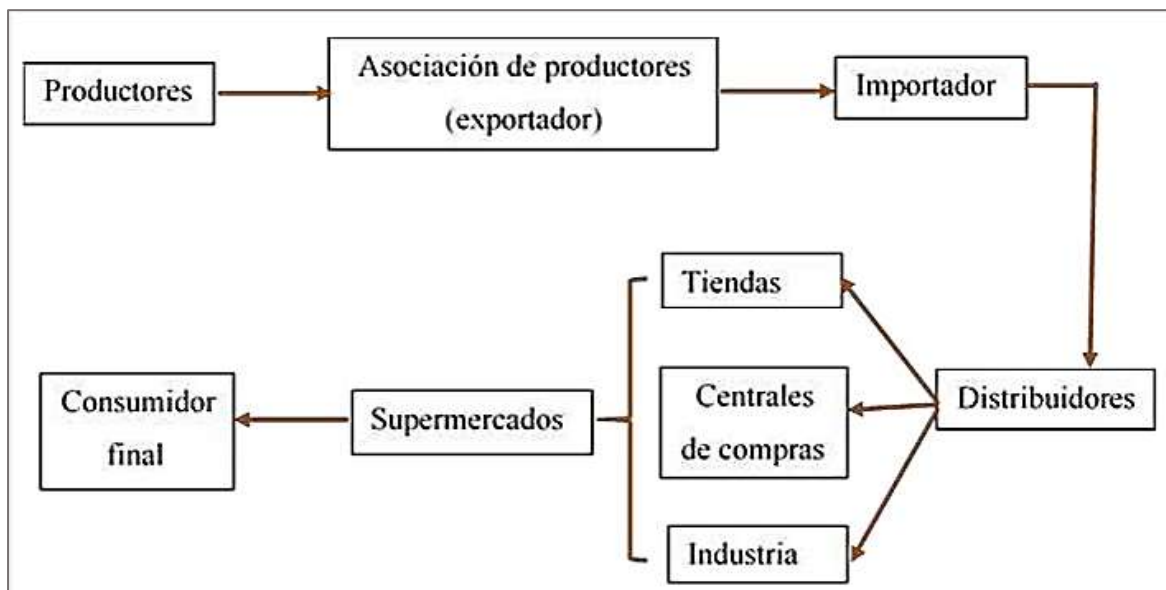 Productores
Asociación de productores
(exportador)
Importador
Distribuidores
Tiendas
Centrales
de compras
Industria
Supermercados
Consumidor
final